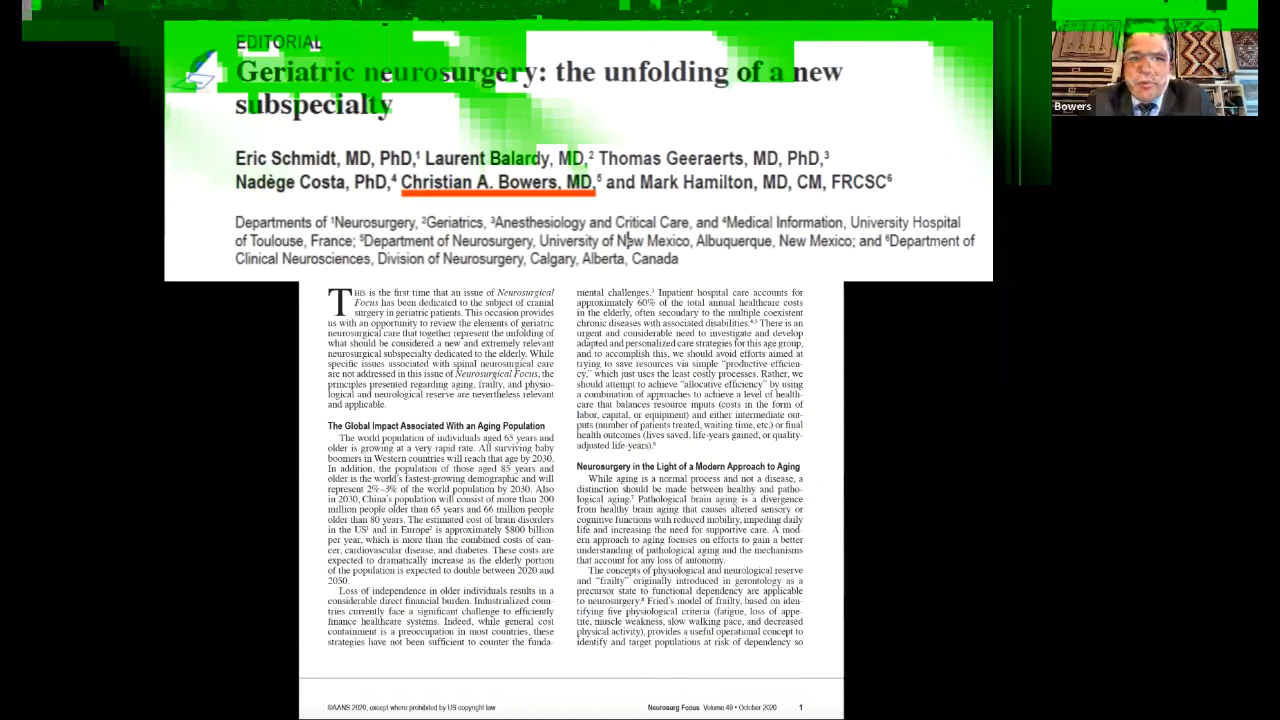 EDITORIAL
Geriatric neurosurgery: the unfolding of a new
subspecialty
Eric Schmidt, MD, PhD,¹ Laurent Balardy, MD,² Thomas Geeraerts, MD, PhD,³
Nadège Costa, PhD,⁴ Christian A. Bowers, MD,⁵ and Mark Hamilton, MD, CM, FRCSC⁶
Departments of ¹Neurosurgery, ²Geriatrics, ³Anesthesiology and Critical Care, and ⁴Medical Information, University Hospital
of Toulouse, France; ⁵Department of Neurosurgery, University of New Mexico, Albuquerque, New Mexico; and ⁶Department of
Clinical Neurosciences, Division of Neurosurgery, Calgary, Alberta, Canada
Bowers
THIS is the first time that an issue of Neurosurgical
Focus has been dedicated to the subject of cranial
surgery in geriatric patients. This occasion provides
us with an opportunity to review the elements of geriatric
neurosurgical care that together represent the unfolding of
what should be considered a new and extremely relevant
neurosurgical subspecialty dedicated to the elderly. While
specific issues associated with spinal neurosurgical care
are not addressed in this issue of Neurosurgical Focus, the
principles presented regarding aging, frailty, and physio-
logical and neurological reserve are nevertheless relevant
and applicable.
The Global Impact Associated With an Aging Population
The world population of individuals aged 65 years and
older is growing at a very rapid rate. All surviving baby
boomers in Western countries will reach that age by 2030.
In addition, the population of those aged 85 years and
older is the world's fastest-growing demographic and will
represent 2%–3% of the world population by 2030. Also
in 2030, China's population will consist of more than 200
million people older than 65 years and 66 million people
older than 80 years. The estimated cost of brain disorders
in the US¹ and in Europe² is approximately $800 billion
per year, which is more than the combined costs of can-
cer, cardiovascular disease, and diabetes. These costs are
expected to dramatically increase as the elderly portion
of the population is expected to double between 2020 and
2050.
Loss of independence in older individuals results in a
considerable direct financial burden. Industrialized coun-
tries currently face a significant challenge to efficiently
finance healthcare systems. Indeed, while general cost
containment is a preoccupation in most countries, these
strategies have not been sufficient to counter the funda-
mental challenges.³ Inpatient hospital care accounts for
approximately 60% of the total annual healthcare costs
in the elderly, often secondary to the multiple coexistent
chronic diseases with associated disabilities.⁴,⁵ There is an
urgent and considerable need to investigate and develop
adapted and personalized care strategies for this age group,
and to accomplish this, we should avoid efforts aimed at
trying to save resources via simple “productive efficien-
cy,” which just uses the least costly processes. Rather, we
should attempt to achieve “allocative efficiency” by using
a combination of approaches to achieve a level of health-
care that balances resource inputs (costs in the form of
labor, capital, or equipment) and either intermediate out-
puts (number of patients treated, waiting time, etc.) or final
health outcomes (lives saved, life-years gained, or quality-
adjusted life-years).⁶
Neurosurgery in the Light of a Modern Approach to Aging
While aging is a normal process and not a disease, a
distinction should be made between healthy and patho-
logical aging.⁷ Pathological brain aging is a divergence
from healthy brain aging that causes altered sensory or
cognitive functions with reduced mobility, impeding daily
life and increasing the need for supportive care. A mod-
ern approach to aging focuses on efforts to gain a better
understanding of pathological aging and the mechanisms
that account for any loss of autonomy.
The concepts of physiological and neurological reserve
and “frailty” originally introduced in gerontology as a
precursor state to functional dependency are applicable
to neurosurgery.⁸ Fried's model of frailty, based on iden-
tifying five physiological criteria (fatigue, loss of appe-
tite, muscle weakness, slow walking pace, and decreased
physical activity), provides a useful operational concept to
identify and target populations at risk of dependency so
©AANS 2020, except where prohibited by US copyright law
Neurosurg Focus Volume 49 • October 2020 1